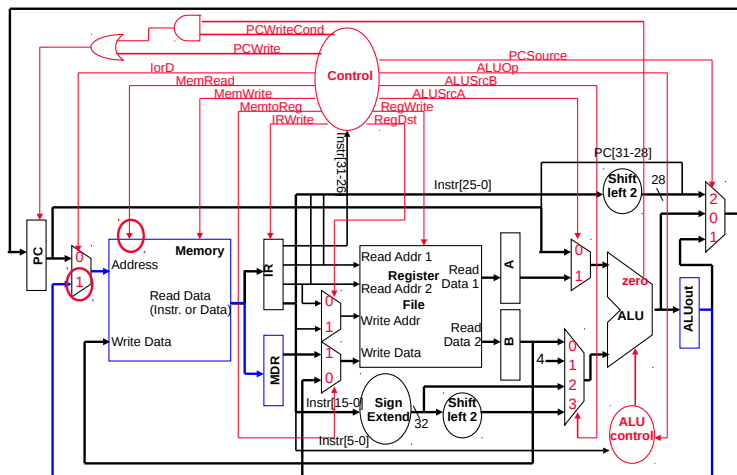 PCWriteCond
PCWrite
PCSource
IorD
ALUOp
MemRead
Control
ALUSrcB
MemWrite
ALUSrcA
MemtoReg
RegWrite
IRWrite
RegDst
Instr[31-26]
PC[31-28]
Instr[25-0]
Shift
left 2
28
2
0
1
PC
0
1
Memory
Address
Read Data
(Instr. or Data)
Write Data
IR
MDR
Read Addr 1
Register
Read Addr 2
File
Write Addr
Write Data
Read
Data 1
Read
Data 2
0
1
1
0
A
B
0
1
4
0
1
2
3
zero
ALU
ALUout
Instr[15-0]
Sign
Extend
32
Shift
left 2
Instr[5-0]
ALU
control